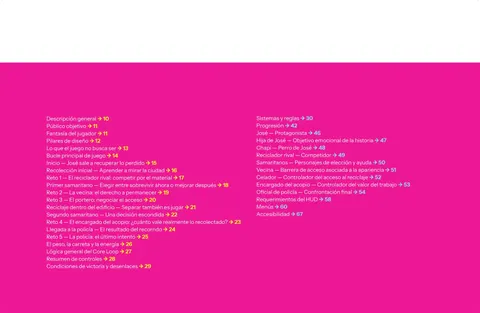 Descripción general → 10
Público objetivo → 11
Fantasía del jugador → 11
Pilares de diseño → 12
Lo que el juego no busca ser → 13
Bucle principal de juego → 14
Inicio — José sale a recuperar lo perdido → 15
Recolección inicial — Aprender a mirar la ciudad → 16
Reto 1 — El reciclador rival: competir por el material → 17
Primer samaritano — Elegir entre sobrevivir ahora o mejorar después → 18
Reto 2 — La vecina: el derecho a permanecer → 19
Reto 3 — El portero: negociar el acceso → 20
Reciclaje dentro del edificio — Separar también es jugar → 21
Segundo samaritano — Una decisión escondida → 22
Reto 4 — El encargado del acopio: ¿cuánto vale realmente lo recolectado? → 23
Llegada a la policía — El resultado del recorrido → 24
Reto 5 — La policía: el último intento → 25
El peso, la carreta y la energía → 26
Lógica general del Core Loop → 27
Resumen de controles → 28
Condiciones de victoria y desenlaces → 29
Sistemas y reglas → 30
Progresión → 42
José — Protagonista → 45
Hija de José — Objetivo emocional de la historia → 47
Chapi — Perro de José → 48
Reciclador rival — Competidor → 49
Samaritanos — Personajes de elección y ayuda → 50
Vecina — Barrera de acceso asociada a la apariencia → 51
Celador — Controlador del acceso al reciclaje → 52
Encargado del acopio — Controlador del valor del trabajo → 53
Oficial de policía — Confrontación final → 54
Requerimientos del HUD → 58
Menús → 60
Accesibilidad → 67